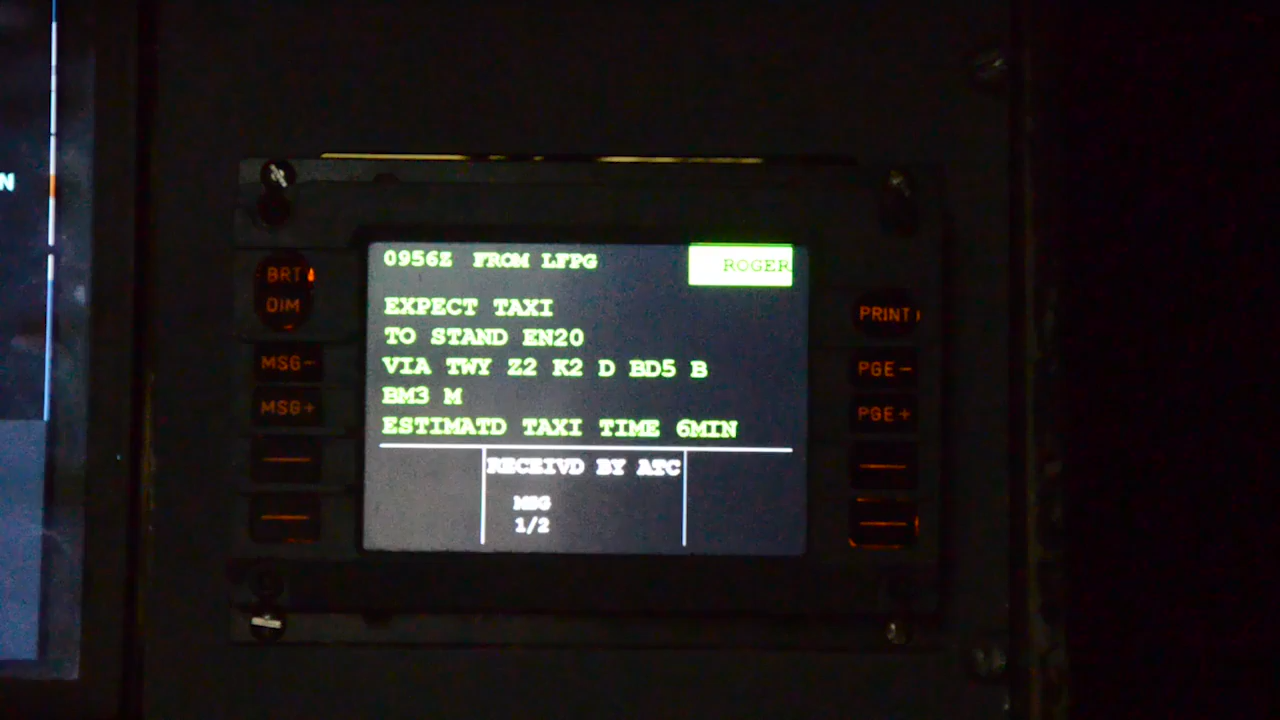 N
0956Z FROM LFPG
ROGER
EXPECT TAXI
TO STAND EN20
VIA TWY Z2 K2 D BD5 B
BM3 M
ESTIMATD TAXI TIME 6MIN
RECEIVD BY ATC
MSG
1/2
BRT
DIM
MSG-
MSG+
PRINT
PGE-
PGE+